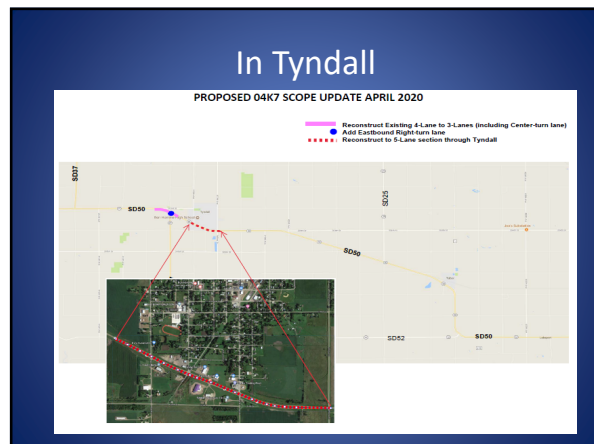 In Tyndall
PROPOSED 04K7 SCOPE UPDATE APRIL 2020
Reconstruct Existing 4-Lane to 3-Lanes (including Center-turn lane)
Add Eastbound Right-turn lane
Reconstruct to 5-Lane section through Tyndall
SD37
SD50
SD25
SD50
SD52
SD50